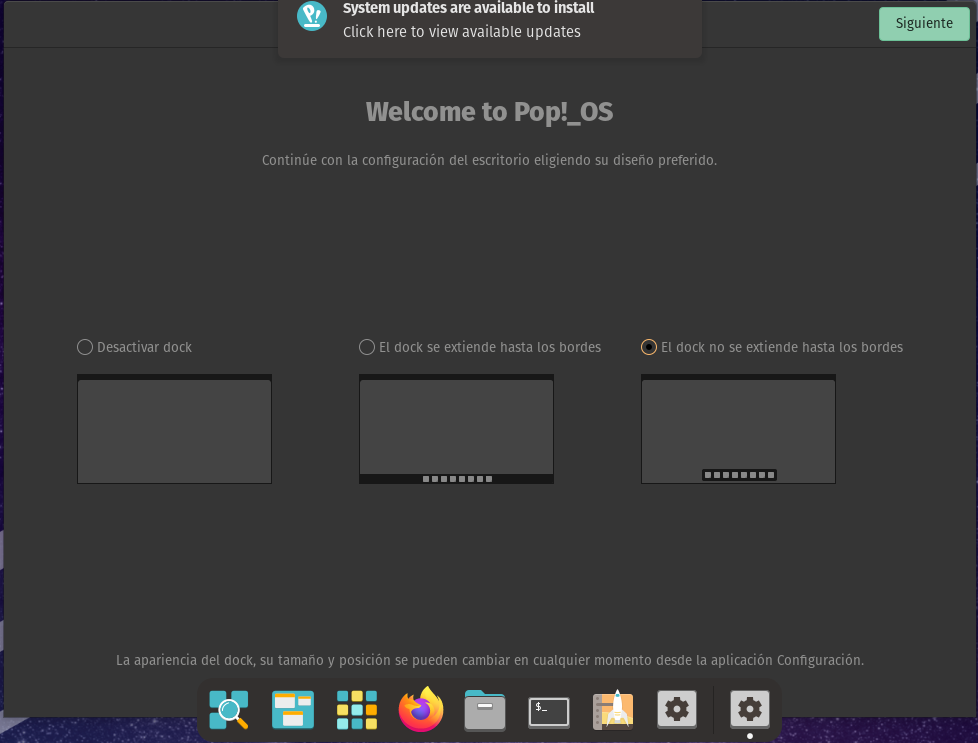 System updates are available to install
Click here to view available updates
Siguiente
Welcome to Pop!_OS
Continúe con la configuración del escritorio eligiendo su diseño preferido.
Desactivar dock
El dock se extiende hasta los bordes
El dock no se extiende hasta los bordes
La apariencia del dock, su tamaño y posición se pueden cambiar en cualquier momento desde la aplicación Configuración.
$_